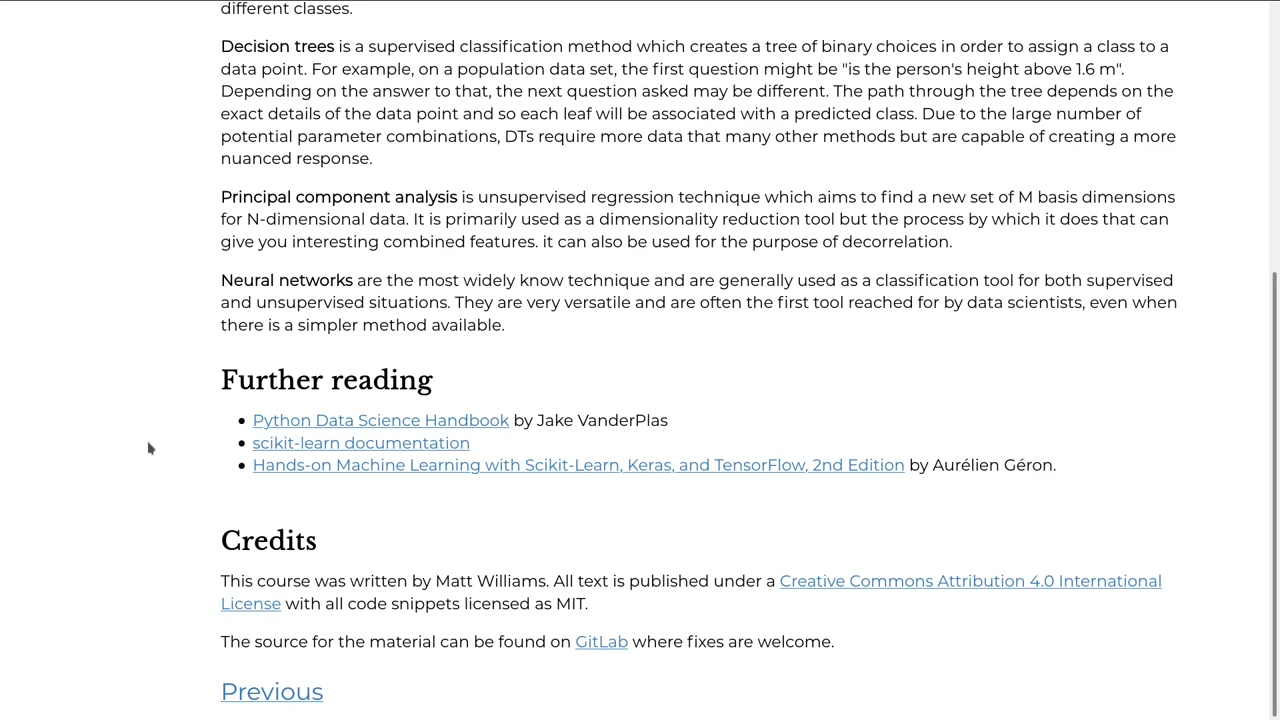 different classes.
Decision trees is a supervised classification method which creates a tree of binary choices in order to assign a class to a
data point. For example, on a population data set, the first question might be "is the person's height above 1.6 m".
Depending on the answer to that, the next question asked may be different. The path through the tree depends on the
exact details of the data point and so each leaf will be associated with a predicted class. Due to the large number of
potential parameter combinations, DTs require more data that many other methods but are capable of creating a more
nuanced response.
Principal component analysis is unsupervised regression technique which aims to find a new set of M basis dimensions
for N-dimensional data. It is primarily used as a dimensionality reduction tool but the process by which it does that can
give you interesting combined features. it can also be used for the purpose of decorrelation.
Neural networks are the most widely know technique and are generally used as a classification tool for both supervised
and unsupervised situations. They are very versatile and are often the first tool reached for by data scientists, even when
there is a simpler method available.
Further reading
• Python Data Science Handbook by Jake VanderPlas
• scikit-learn documentation
• Hands-on Machine Learning with Scikit-Learn, Keras, and TensorFlow, 2nd Edition by Aurélien Géron.
Credits
This course was written by Matt Williams. All text is published under a Creative Commons Attribution 4.0 International
License with all code snippets licensed as MIT.
The source for the material can be found on GitLab where fixes are welcome.
Previous